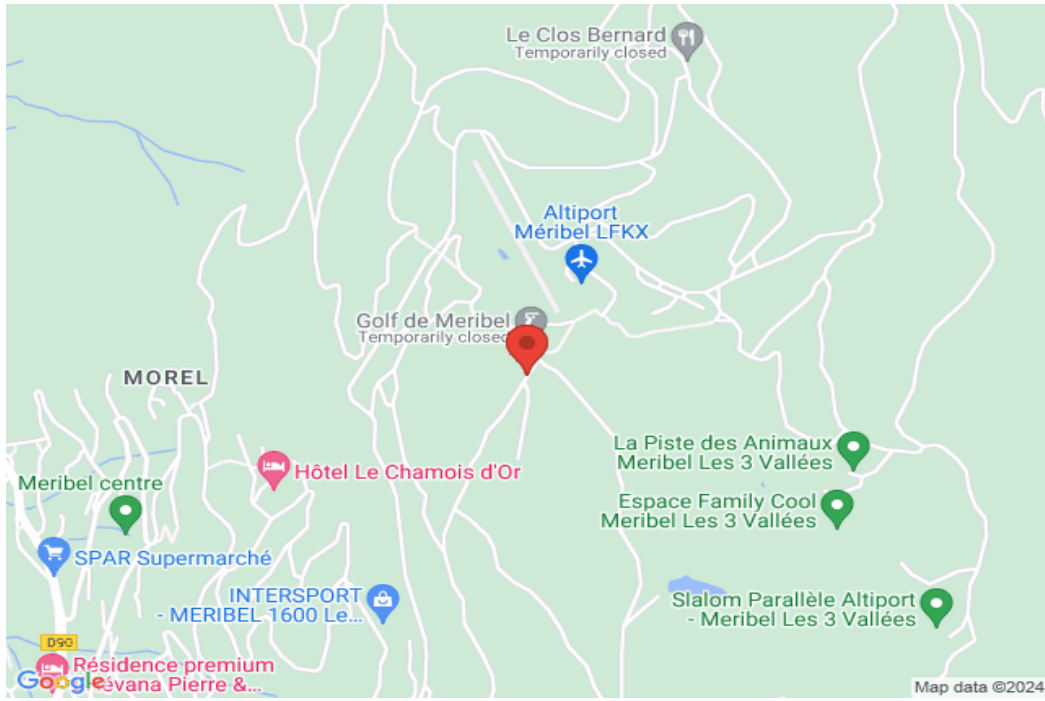 Le Clos Bernard
Temporarily closed
Altiport
Méribel LFKX
Golf de Meribel
Temporarily closed
MOREL
La Piste des Animaux
Meribel Les 3 Vallées
Hôtel Le Chamois d'Or
Meribel centre
Espace Family Cool
Meribel Les 3 Vallées
SPAR Supermarché
INTERSPORT
- MERIBEL 1600 Le...
Slalom Parallèle Altiport
- Meribel Les 3 Vallées
D90
Résidence premium
Google évana Pierre &...
Map data ©2024